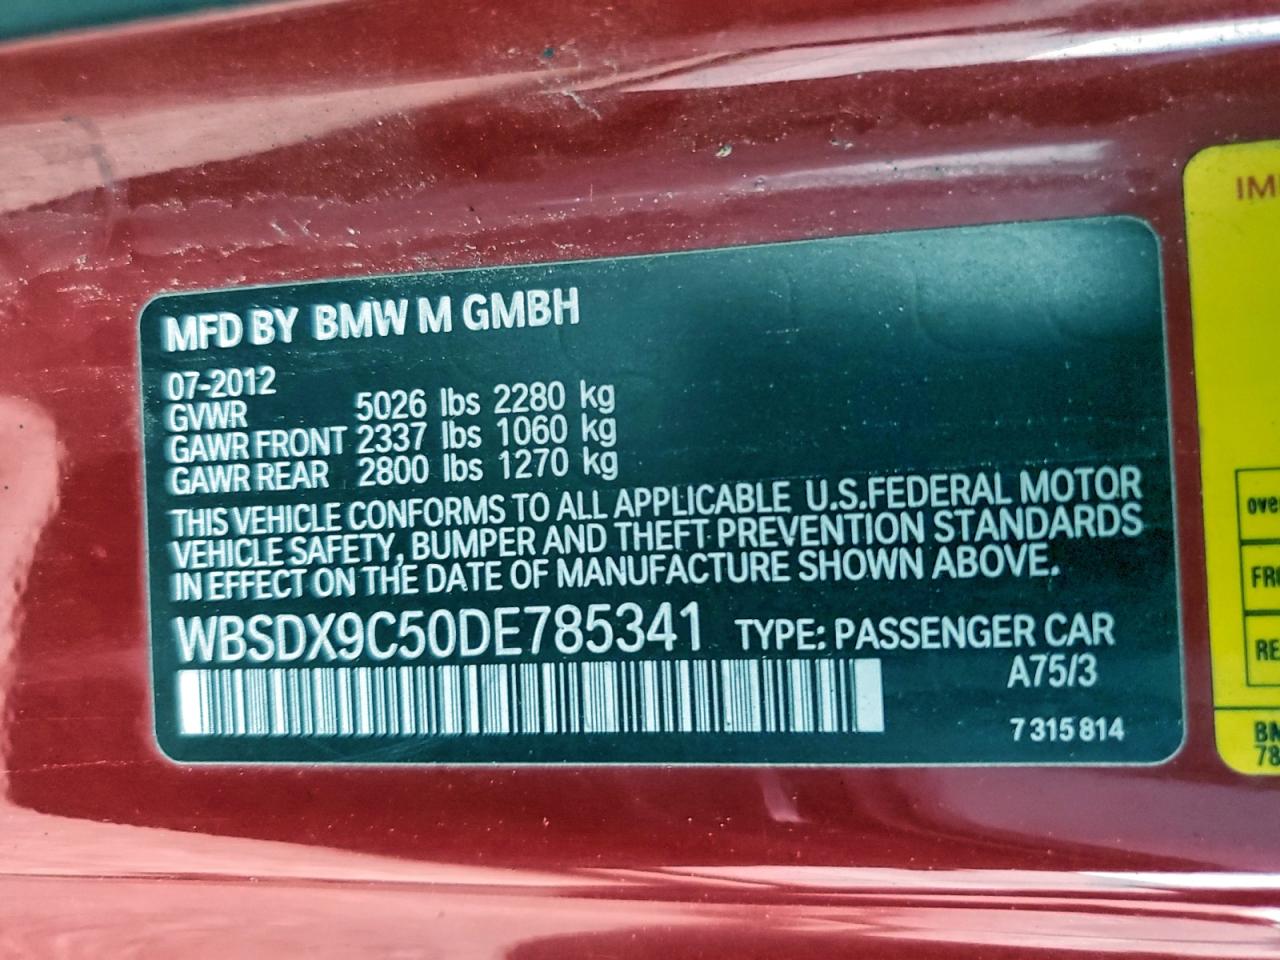 MFD BY BMW M GMBH
07-2012
GVWR 5026 lbs 2280 kg
GAWR FRONT 2337 lbs 1060 kg
GAWR REAR 2800 lbs 1270 kg
THIS VEHICLE CONFORMS TO ALL APPLICABLE U.S.FEDERAL MOTOR
VEHICLE SAFETY, BUMPER AND THEFT PREVENTION STANDARDS
IN EFFECT ON THE DATE OF MANUFACTURE SHOWN ABOVE.
WBSDX9C50DE785341 TYPE: PASSENGER CAR
A75/3
7 315 814